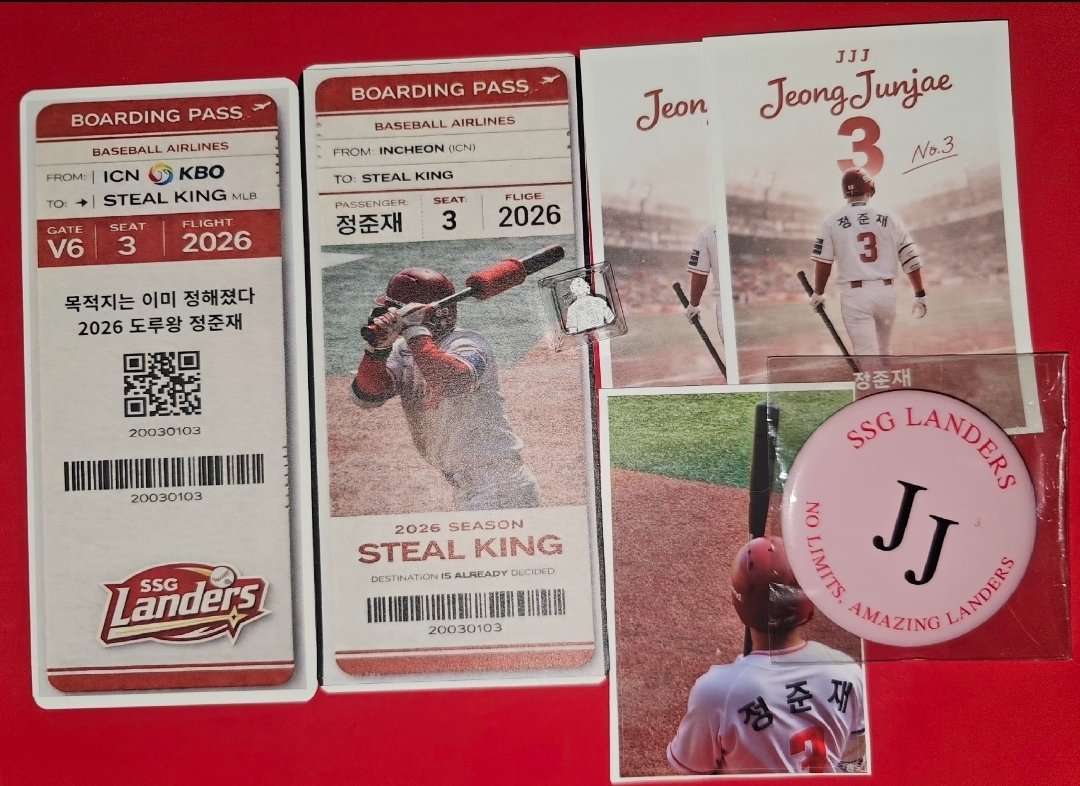 BOARDING PASS
BASEBALL AIRLINES
FROM: | ICN KBO
TO: ➔ | STEAL KING MLB
GATE SEAT: FLIGHT:
V6 3 2026
목적지는 이미 정해졌다
2026 도루왕 정준재
20030103
20030103
SSG
Landers
BOARDING PASS
BASEBALL AIRLINES
FROM: INCHEON (ICN)
TO: STEAL KING
PASSENGER: SEAT: FLIGE:
정준재 3 2026
2026 SEASON
STEAL KING
DESTINATION IS ALREADY DECIDED.
20030103
Jeon
JJJ
Jeong Junjae
3
No.3
정준재
3
정준재
3
정준재
SSG LANDERS
JJ
NO LIMITS, AMAZING LANDERS